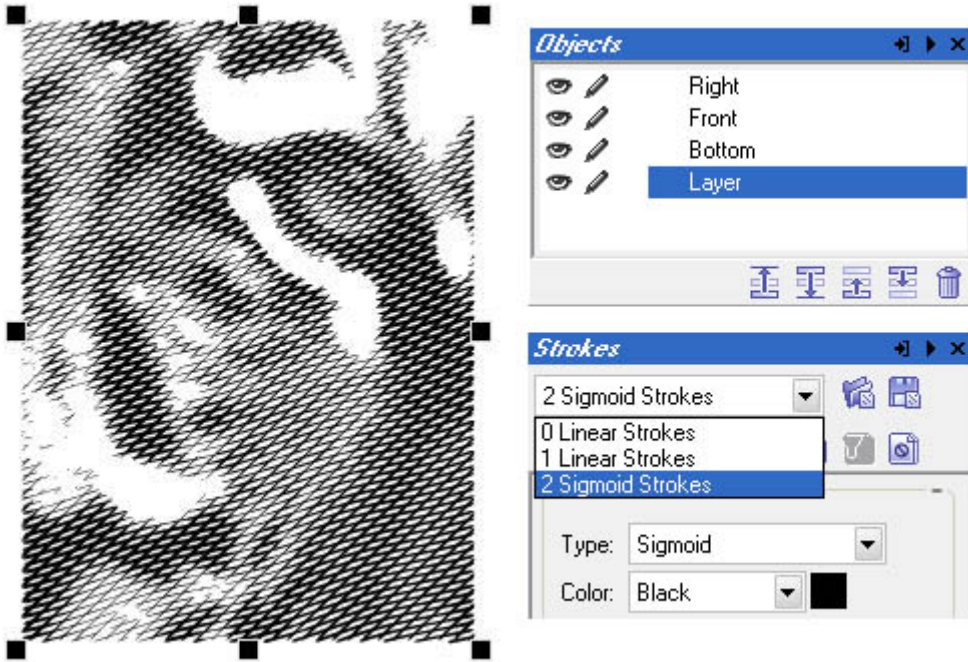 Objects
Right
Front
Bottom
Layer
Strokes
2 Sigmoid Strokes
0 Linear Strokes
1 Linear Strokes
2 Sigmoid Strokes
Type: Sigmoid
Color: Black